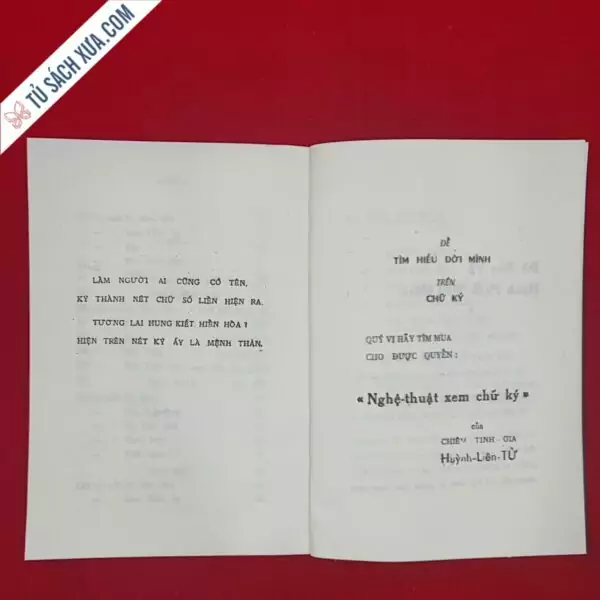 TỦ SÁCH XƯA.COM
LÀM NGƯỜI AI CŨNG CÓ TÊN,
KÝ THÀNH NÉT CHỮ SỐ LIỀN HIỆN RA.
TƯƠNG LAI HUNG KIẾT HIỀN HÒA ?
HIỆN TRÊN NÉT KÝ ẤY LÀ MỆNH THÂN.
ĐỂ
TÌM HIỂU ĐỜI MÌNH
TRÊN
CHỮ KÝ
QUÝ VỊ HÃY TÌM MUA
CHO ĐƯỢC QUYỂN :
« Nghệ-thuật xem chữ ký »
của
CHIÊM TINH GIA
Huỳnh-Liên-TỬ